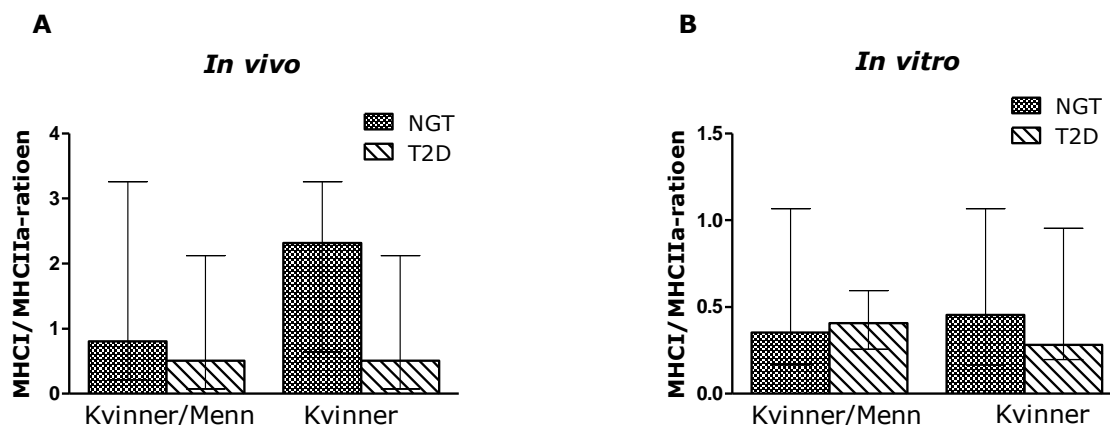 A
In vivo
NGT
T2D
MHCI/MHCIIa-ratioen
4
3
2
1
0
Kvinner/Menn
Kvinner
B
In vitro
NGT
T2D
MHCI/MHCIIa-ratioen
1.5
1.0
0.5
0.0
Kvinner/Menn
Kvinner